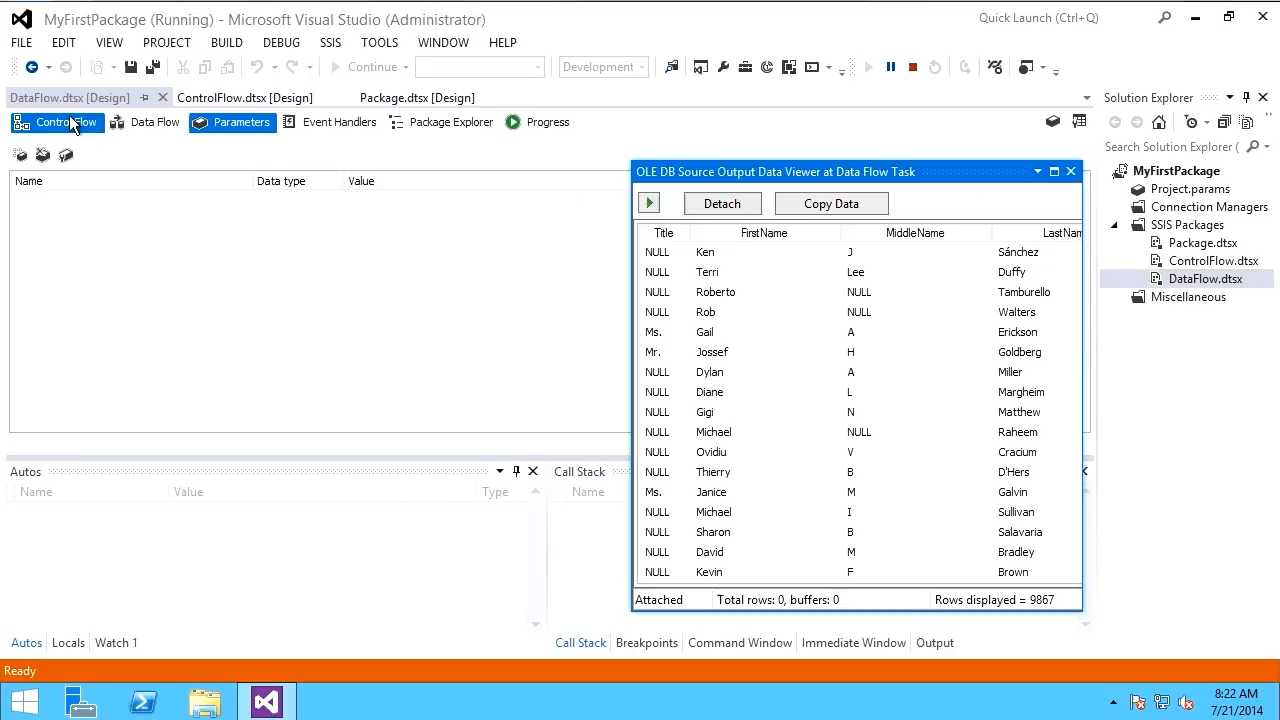 MyFirstPackage (Running) - Microsoft Visual Studio (Administrator)
Quick Launch (Ctrl+Q)
FILE EDIT VIEW PROJECT BUILD DEBUG SSIS TOOLS WINDOW HELP
Continue Development
DataFlow.dtsx [Design] ControlFlow.dtsx [Design] Package.dtsx [Design]
Control Flow Data Flow Parameters Event Handlers Package Explorer Progress
Name Data type Value
OLE DB Source Output Data Viewer at Data Flow Task
Detach Copy Data
Title FirstName MiddleName LastNam
NULL Ken J Sánchez
NULL Terri Lee Duffy
NULL Roberto NULL Tamburello
NULL Rob NULL Walters
Ms. Gail A Erickson
Mr. Jossef H Goldberg
NULL Dylan A Miller
NULL Diane L Margheim
NULL Gigi N Matthew
NULL Michael NULL Raheem
NULL Ovidiu V Cracium
NULL Thierry B D'Hers
Ms. Janice M Galvin
NULL Michael I Sullivan
NULL Sharon B Salavaria
NULL David M Bradley
NULL Kevin F Brown
Attached Total rows: 0, buffers: 0 Rows displayed = 9867
Solution Explorer
Search Solution Explorer (
MyFirstPackage
Project.params
Connection Managers
SSIS Packages
Package.dtsx
ControlFlow.dtsx
DataFlow.dtsx
Miscellaneous
Autos
Name Value Type
Call Stack
Name
Autos Locals Watch 1
Call Stack Breakpoints Command Window Immediate Window Output
Ready
8:22 AM
7/21/2014